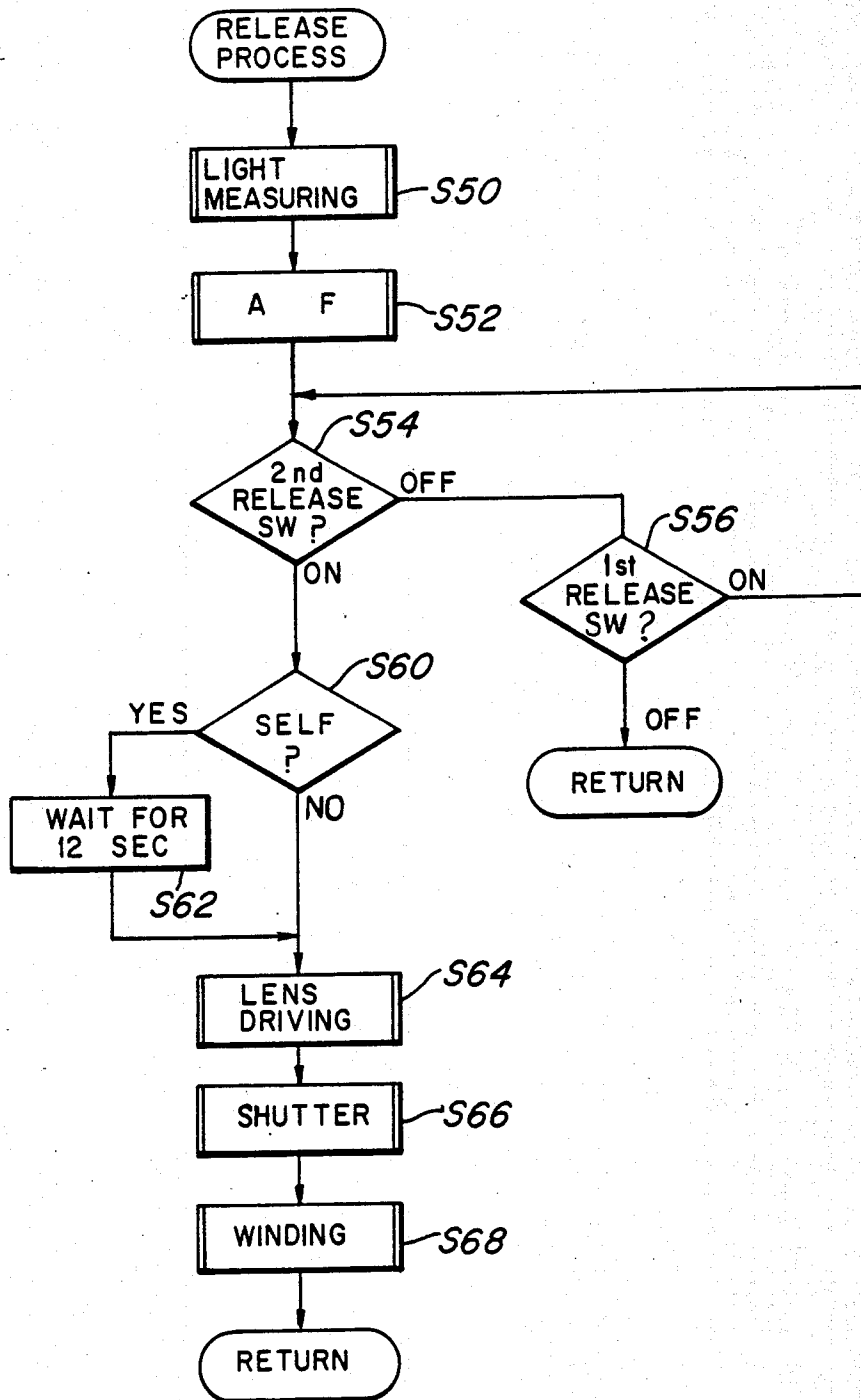 RELEASE
PROCESS
LIGHT
MEASURING
S50
A F
S52
S54
2nd
RELEASE
SW ?
OFF
ON
S56
1st
RELEASE
SW ?
ON
OFF
RETURN
S60
YES
SELF
?
NO
WAIT FOR
12 SEC
S62
LENS
DRIVING
S64
SHUTTER
S66
WINDING
S68
RETURN